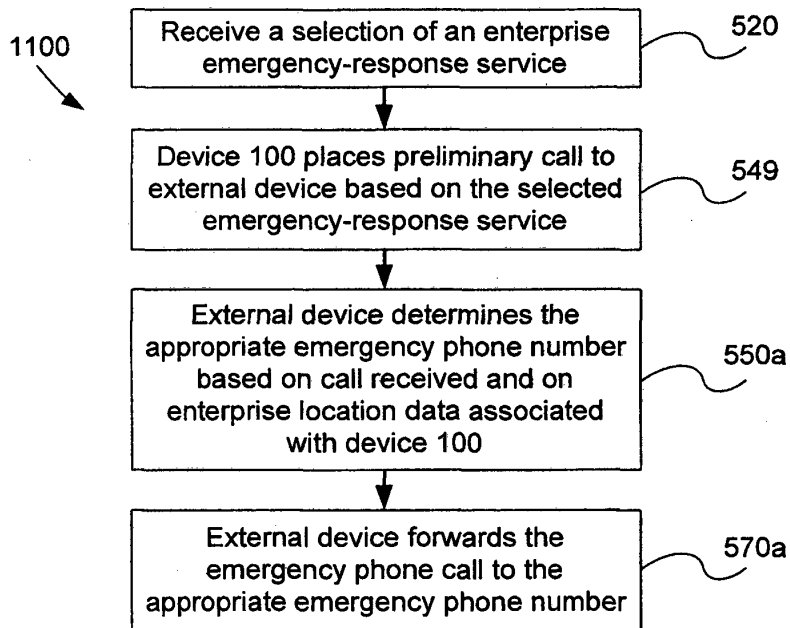 1100
Receive a selection of an enterprise
emergency-response service
520
Device 100 places preliminary call to
external device based on the selected
emergency-response service
549
External device determines the
appropriate emergency phone number
based on call received and on
enterprise location data associated
with device 100
550a
External device forwards the
emergency phone call to the
appropriate emergency phone number
570a